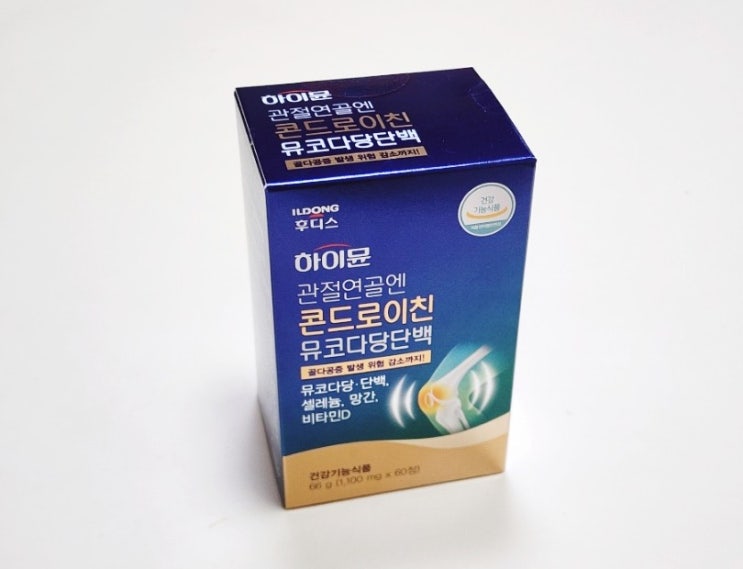 하이뮨
관절연골엔
콘드로이친
뮤코다당단백
골다공증 발생 위험 감소까지!
ILDONG
후디스
건강
기능식품
하이뮨
관절연골엔
콘드로이친
뮤코다당단백
골다공증 발생 위험 감소까지!
뮤코다당·단백,
셀레늄, 망간,
비타민D
건강기능식품
66 g (1,100 mg x 60정)